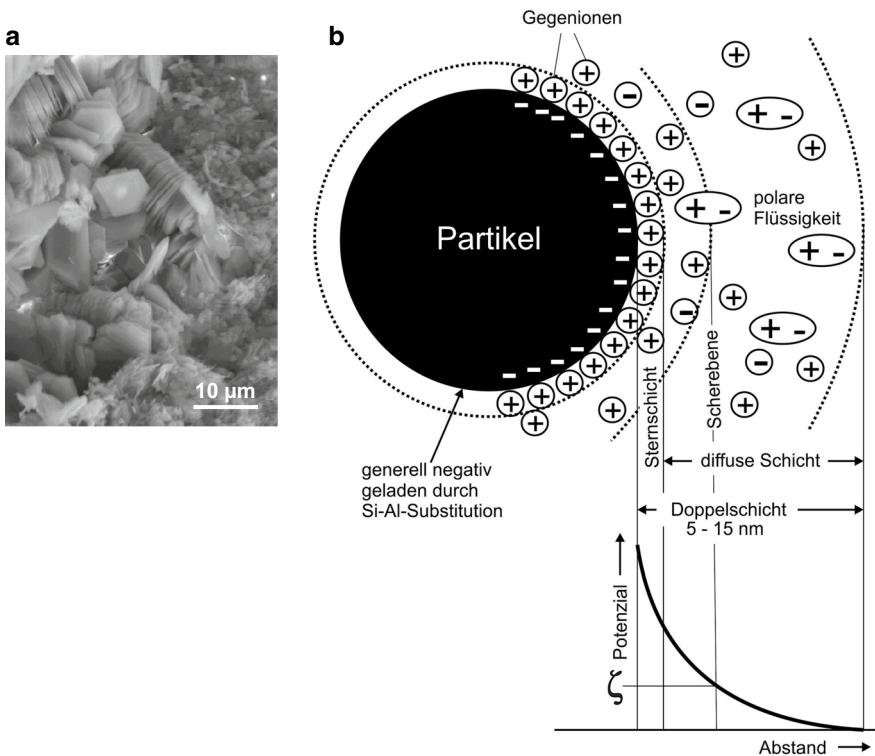 a
10 µm
b
Gegenionen
Partikel
polare
Flüssigkeit
generell negativ
geladen durch
Si-Al-Substitution
Sternschicht
Scherebene
diffuse Schicht
Doppelschicht
5 - 15 nm
Potenzial
ζ
Abstand